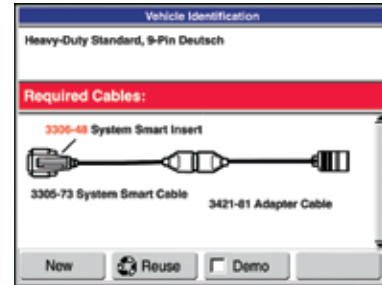 Vehicle Identification
Heavy-Duty Standard, 9-Pin Deutsch
Required Cables:
3306-48 System Smart Insert
3305-73 System Smart Cable
3421-81 Adapter Cable
New
Reuse
Demo